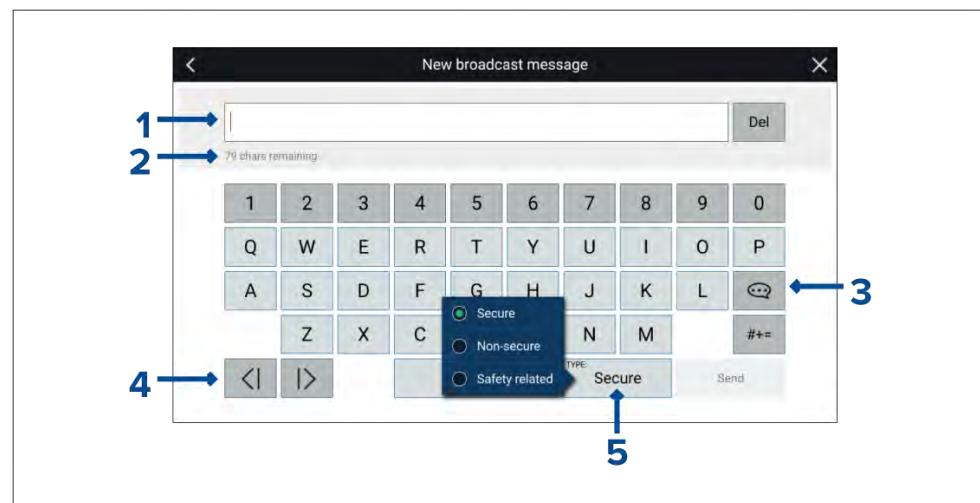 New broadcast message
1
Del
2
79 chars remaining
1 2 3 4 5 6 7 8 9 0
Q W E R T Y U I O P
A S D F G H J K L
3
Secure
Z X C N M #+=
Non-secure
4
<| |>
Safety related
TYPE:
Secure
Send
5